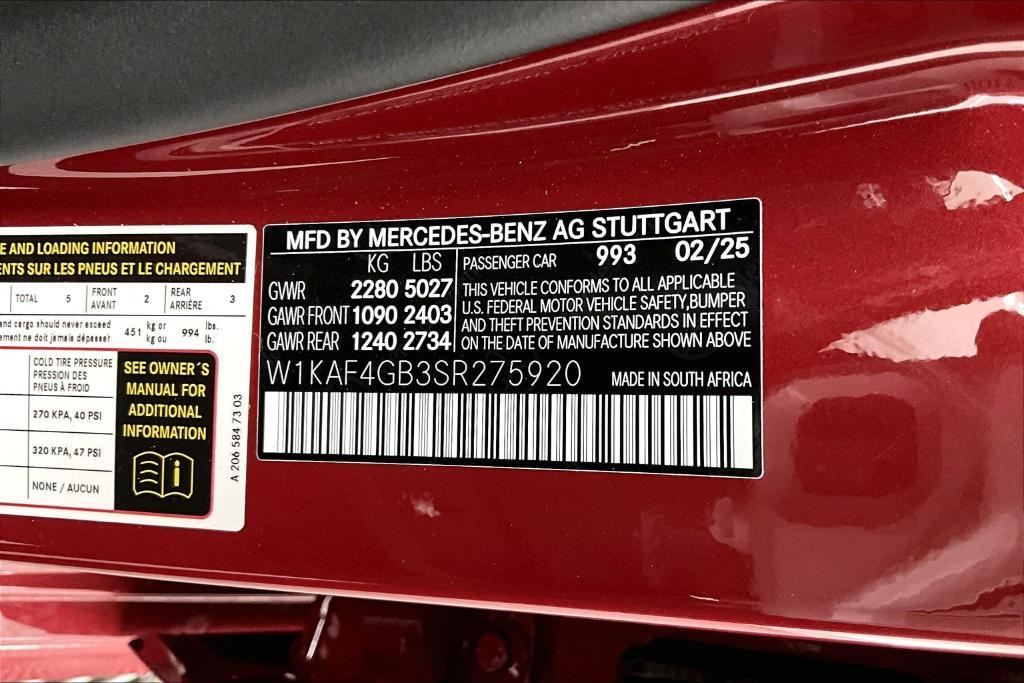 E AND LOADING INFORMATION
ENTS SUR LES PNEUS ET LE CHARGEMENT
TOTAL 5 FRONT AVANT 2 REAR ARRIÈRE 3
and cargo should never exceed 451 kg or 994 lbs.
ement ne doit jamais dépasser kg ou lb.
COLD TIRE PRESSURE
PRESSION DES
PNEUS À FROID
270 KPA, 40 PSI
320 KPA, 47 PSI
NONE / AUCUN
SEE OWNER´S
MANUAL FOR
ADDITIONAL
INFORMATION
A 206 584 73 03
MFD BY MERCEDES-BENZ AG STUTTGART
KG LBS
GWWR 2280 5027
GAWR FRONT 1090 2403
GAWR REAR 1240 2734
PASSENGER CAR 993 02/25
THIS VEHICLE CONFORMS TO ALL APPLICABLE
U.S. FEDERAL MOTOR VEHICLE SAFETY,BUMPER
AND THEFT PREVENTION STANDARDS IN EFFECT
ON THE DATE OF MANUFACTURE SHOWN ABOVE
W1KAF4GB3SR275920 MADE IN SOUTH AFRICA